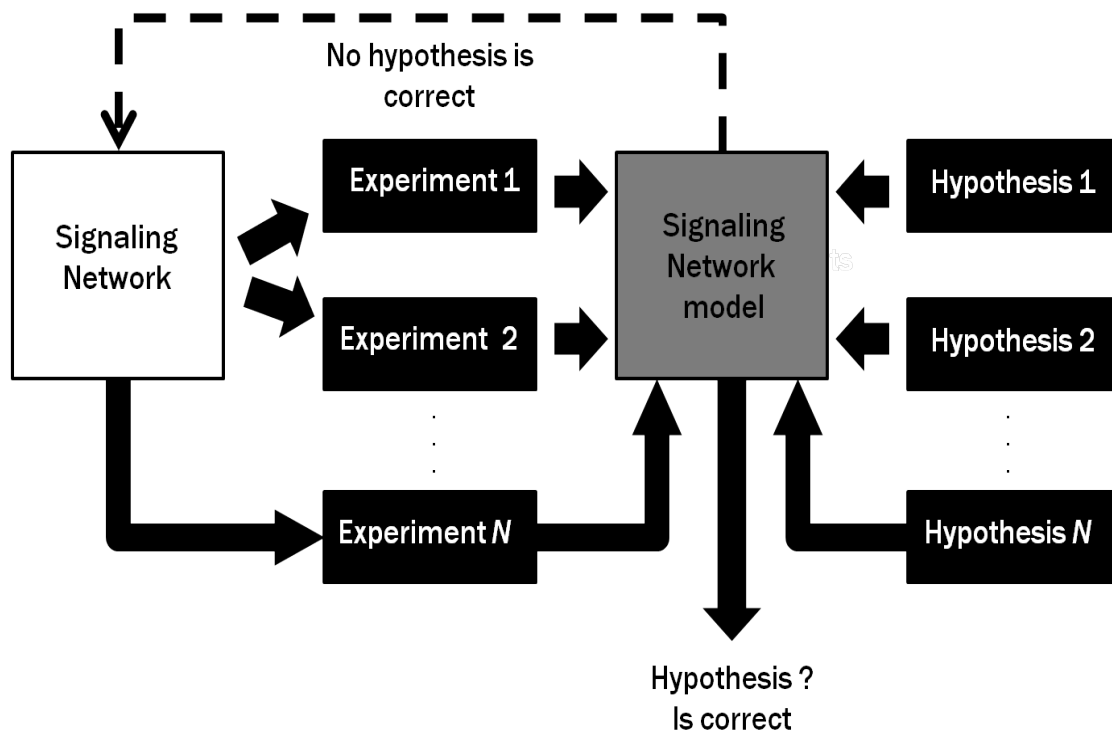 No hypothesis is
correct
Signaling
Network
Experiment 1
Experiment 2
.
.
.
Experiment N
Signaling
Network
model
ts
Hypothesis 1
Hypothesis 2
.
.
.
Hypothesis N
Hypothesis ?
Is correct